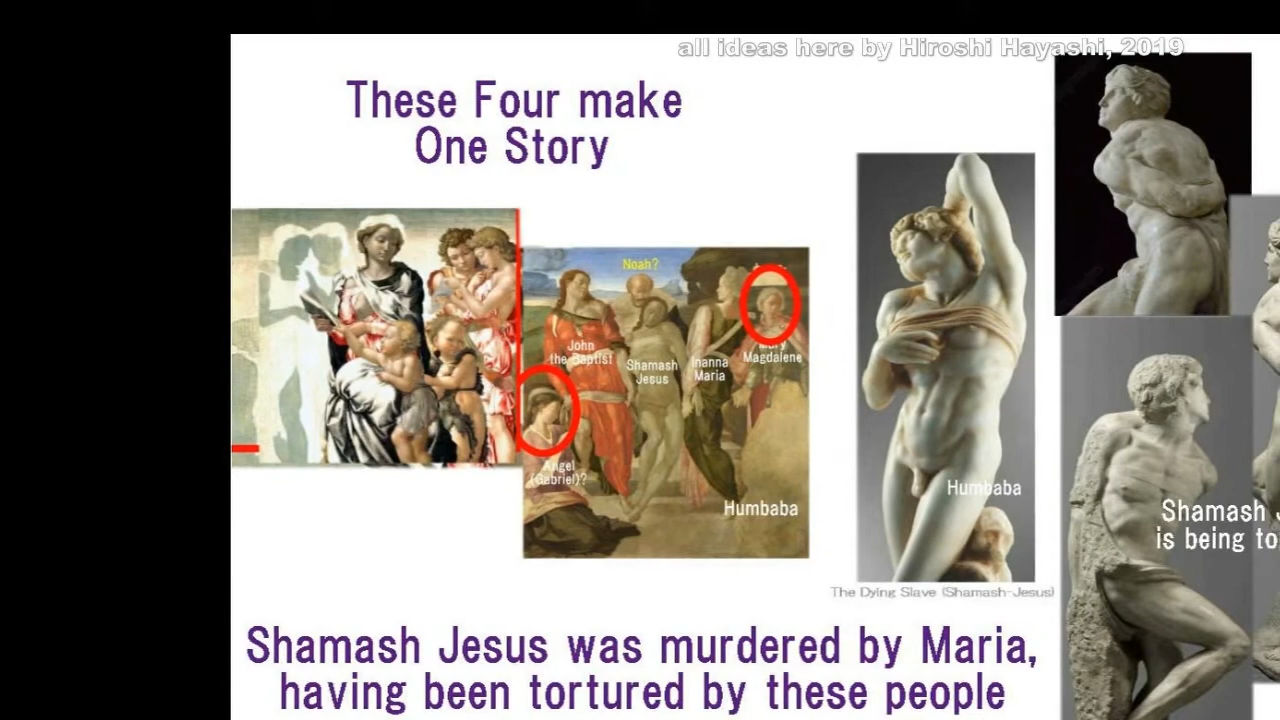 all ideas here by Hiroshi Hayashi, 2019
These Four make
One Story
Noah?
John
the Baptist
Shamash
Jesus
Inanna
Maria
Magdalene
Angel
(Gabriel)?
Humbaba
Humbaba
The Dying Slave (Shamash-Jesus)
Shamash
is being to
Shamash Jesus was murdered by Maria,
having been tortured by these people